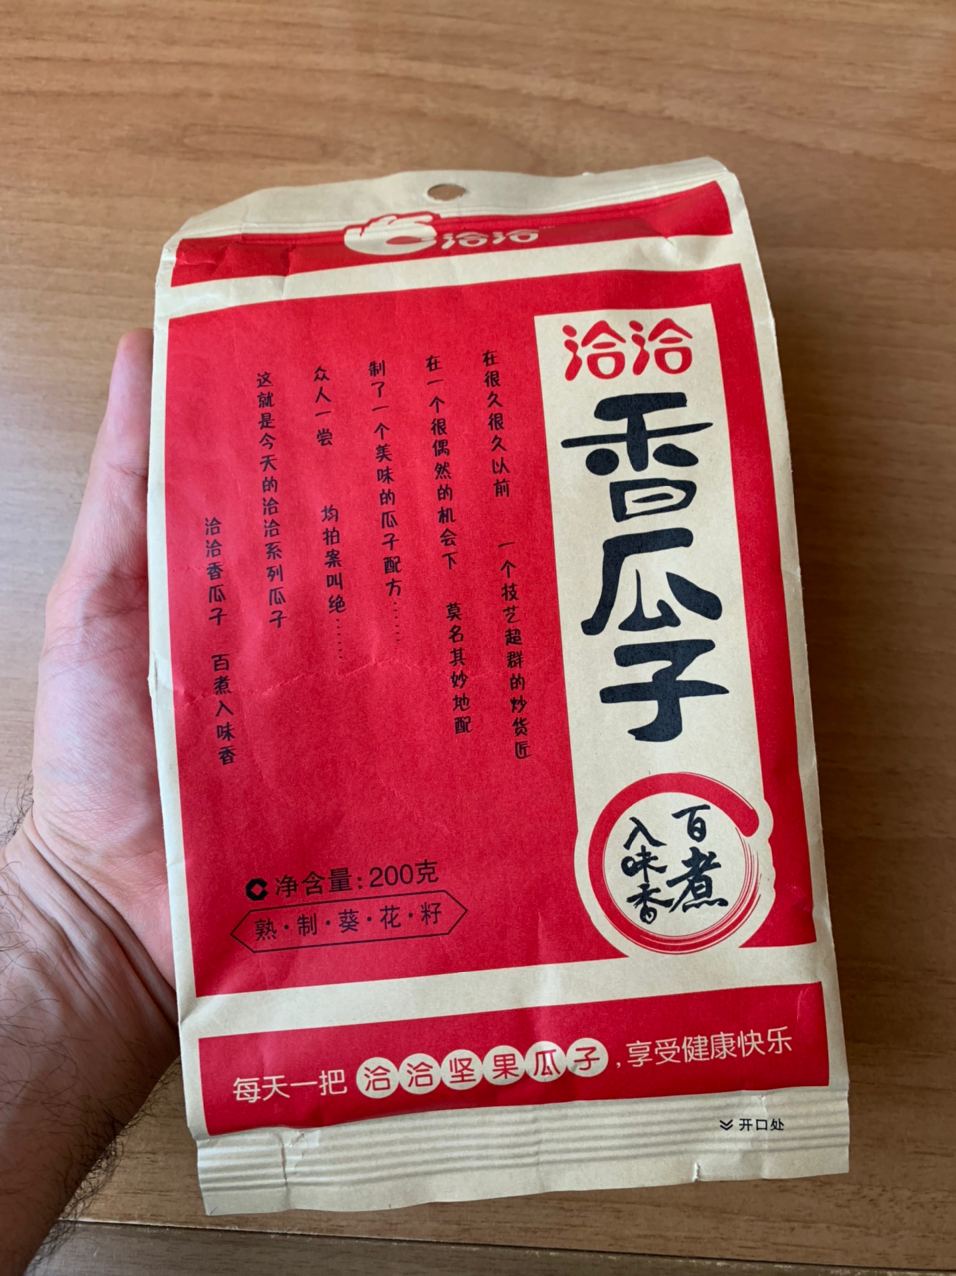 洽洽
洽洽
香瓜子
百煮
入味香
在很久很久以前 一个技艺超群的炒货匠
在一个很偶然的机会下 莫名其妙地配
制了一个美味的瓜子配方......
众人一尝 均拍案叫绝......
这就是今天的洽洽系列瓜子
洽洽香瓜子 百煮入味香
净含量:200克
熟·制·葵·花·籽
每天一把 洽洽坚果瓜子,享受健康快乐
开口处